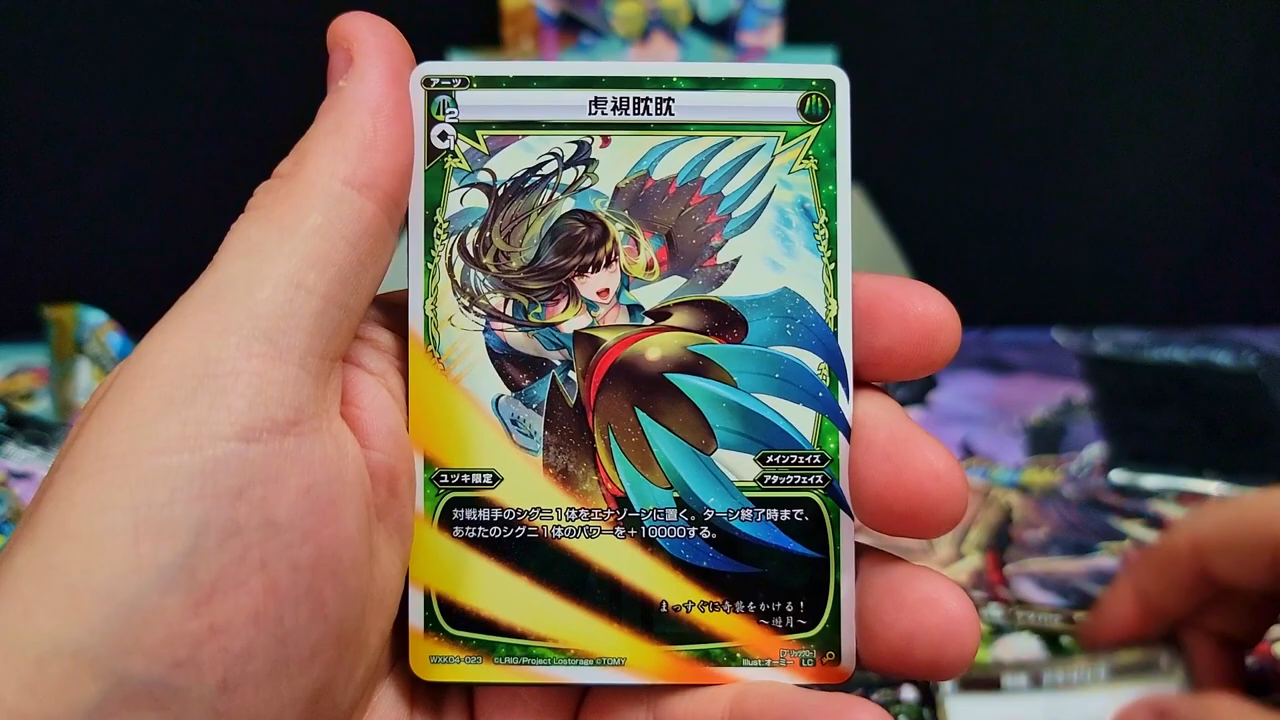 アーツ
虎視眈眈
2
1
メインフェイズ
ユヅキ限定
アタックフェイズ
対戦相手のシグニ1体をエナゾーンに置く。ターン終了時まで、
あなたのシグニ1体のパワーを+10000する。
まっすぐに奇襲をかける!
〜遊月〜
WXK04-023 ©LRIG/Project Lostorage ©TOMY
Illust:オーミー LC